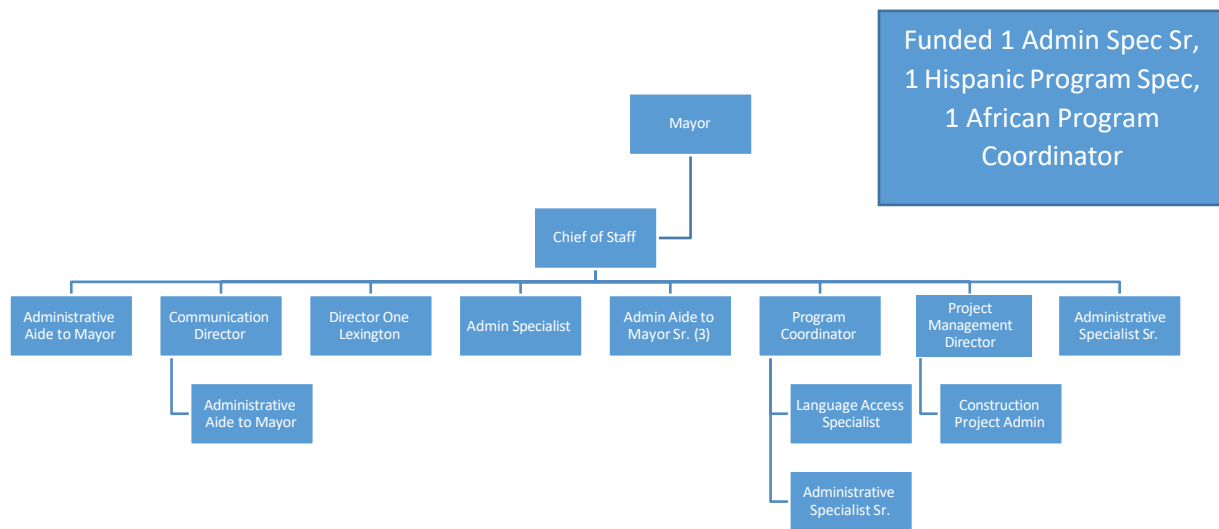 Funded 1 Admin Spec Sr,
1 Hispanic Program Spec,
1 African Program
Coordinator
Mayor
Chief of Staff
Administrative
Aide to Mayor
Communication
Director
Director One
Lexington
Admin Specialist
Admin Aide to
Mayor Sr. (3)
Program
Coordinator
Project
Management
Director
Administrative
Specialist Sr.
Administrative
Aide to Mayor
Language Access
Specialist
Construction
Project Admin
Administrative
Specialist Sr.